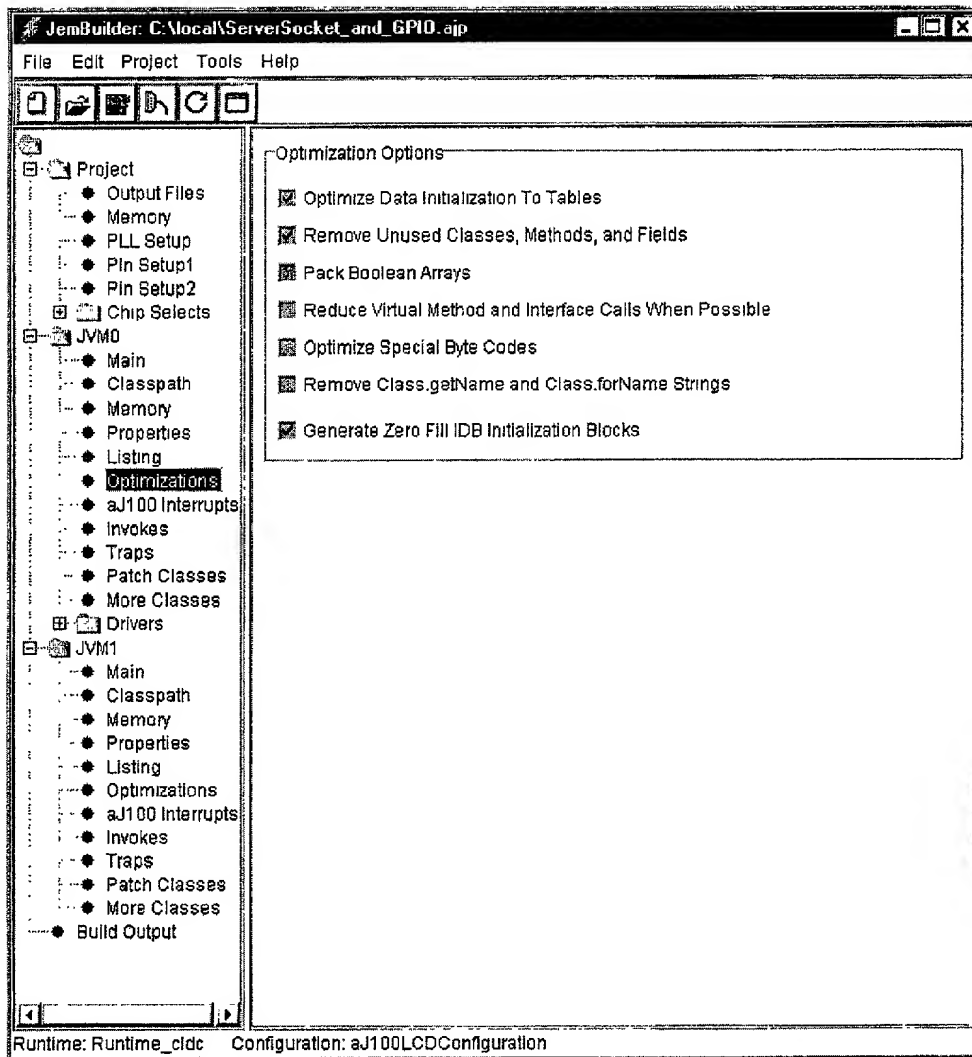 JemBuilder: C:\local\ServerSocket_and_GPIO.ajp
File Edit Project Tools Help
Project
Output Files
Memory
PLL Setup
Pin Setup1
Pin Setup2
Chip Selects
JVM0
Main
Classpath
Memory
Properties
Listing
Optimizations
aJ100 Interrupts
Invokes
Traps
Patch Classes
More Classes
Drivers
JVM1
Main
Classpath
Memory
Properties
Listing
Optimizations
aJ100 Interrupts
Invokes
Traps
Patch Classes
More Classes
Build Output
Optimization Options
Optimize Data Initialization To Tables
Remove Unused Classes, Methods, and Fields
Pack Boolean Arrays
Reduce Virtual Method and Interface Calls When Possible
Optimize Special Byte Codes
Remove Class.getName and Class.forName Strings
Generate Zero Fill IDB Initialization Blocks
Runtime: Runtime_cldc Configuration: aJ100LCDConfiguration